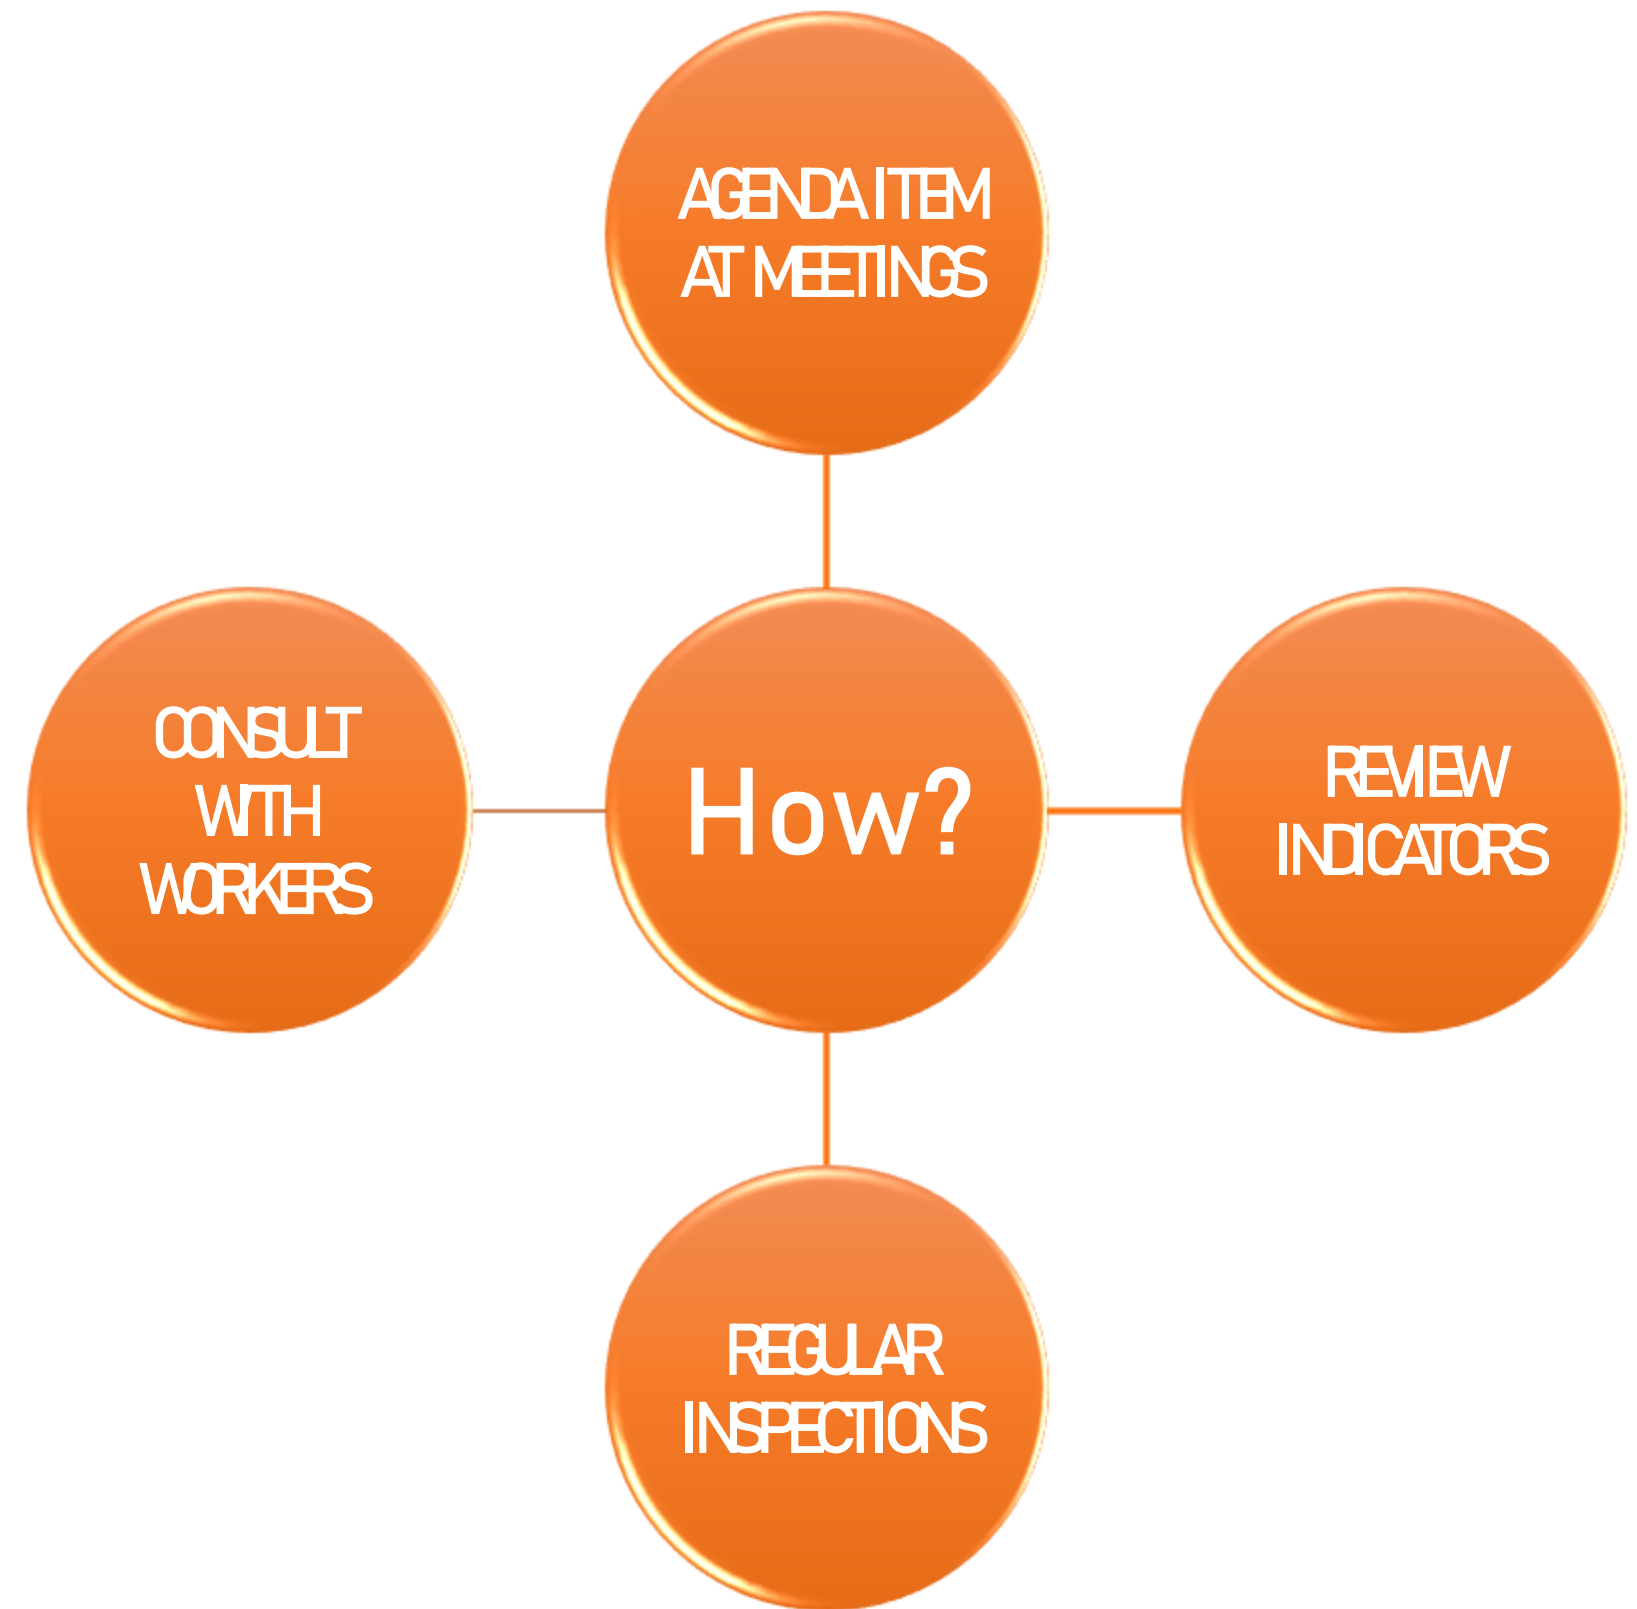 AGENDA ITEM
AT MEETINGS
CONSULT
WITH
WORKERS
How?
REVIEW
INDICATORS
REGULAR
INSPECTIONS